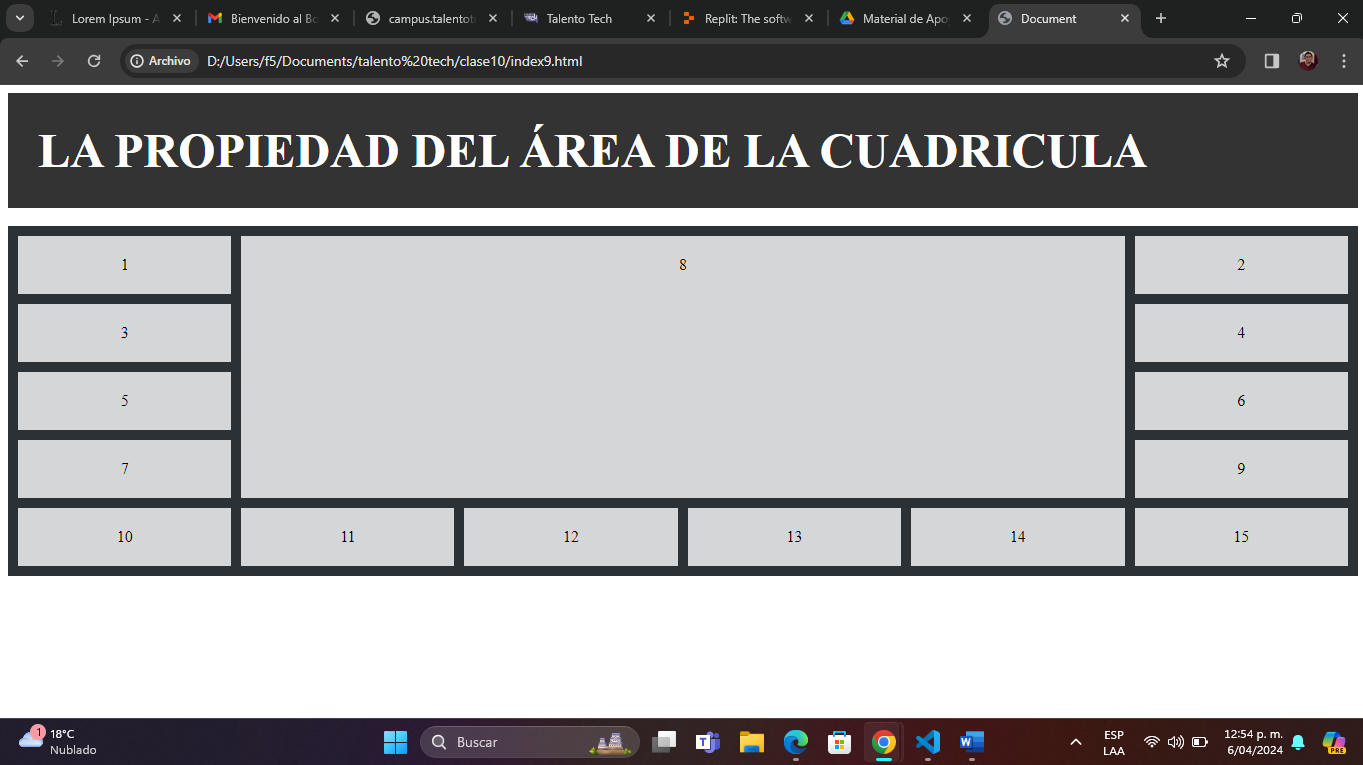 Lorem Ipsum - A
Bienvenido al Bo
campus.talentot
Talento Tech
Replit: The softw
Material de Apo
Document
Archivo
D:/Users/f5/Documents/talento%20tech/clase10/index9.html
LA PROPIEDAD DEL ÁREA DE LA CUADRICULA
1 8 2
3 4
5 6
7 9
10 11 12 13 14 15
1
18°C
Nublado
Buscar
ESP
LAA
12:54 p. m.
6/04/2024
PRE